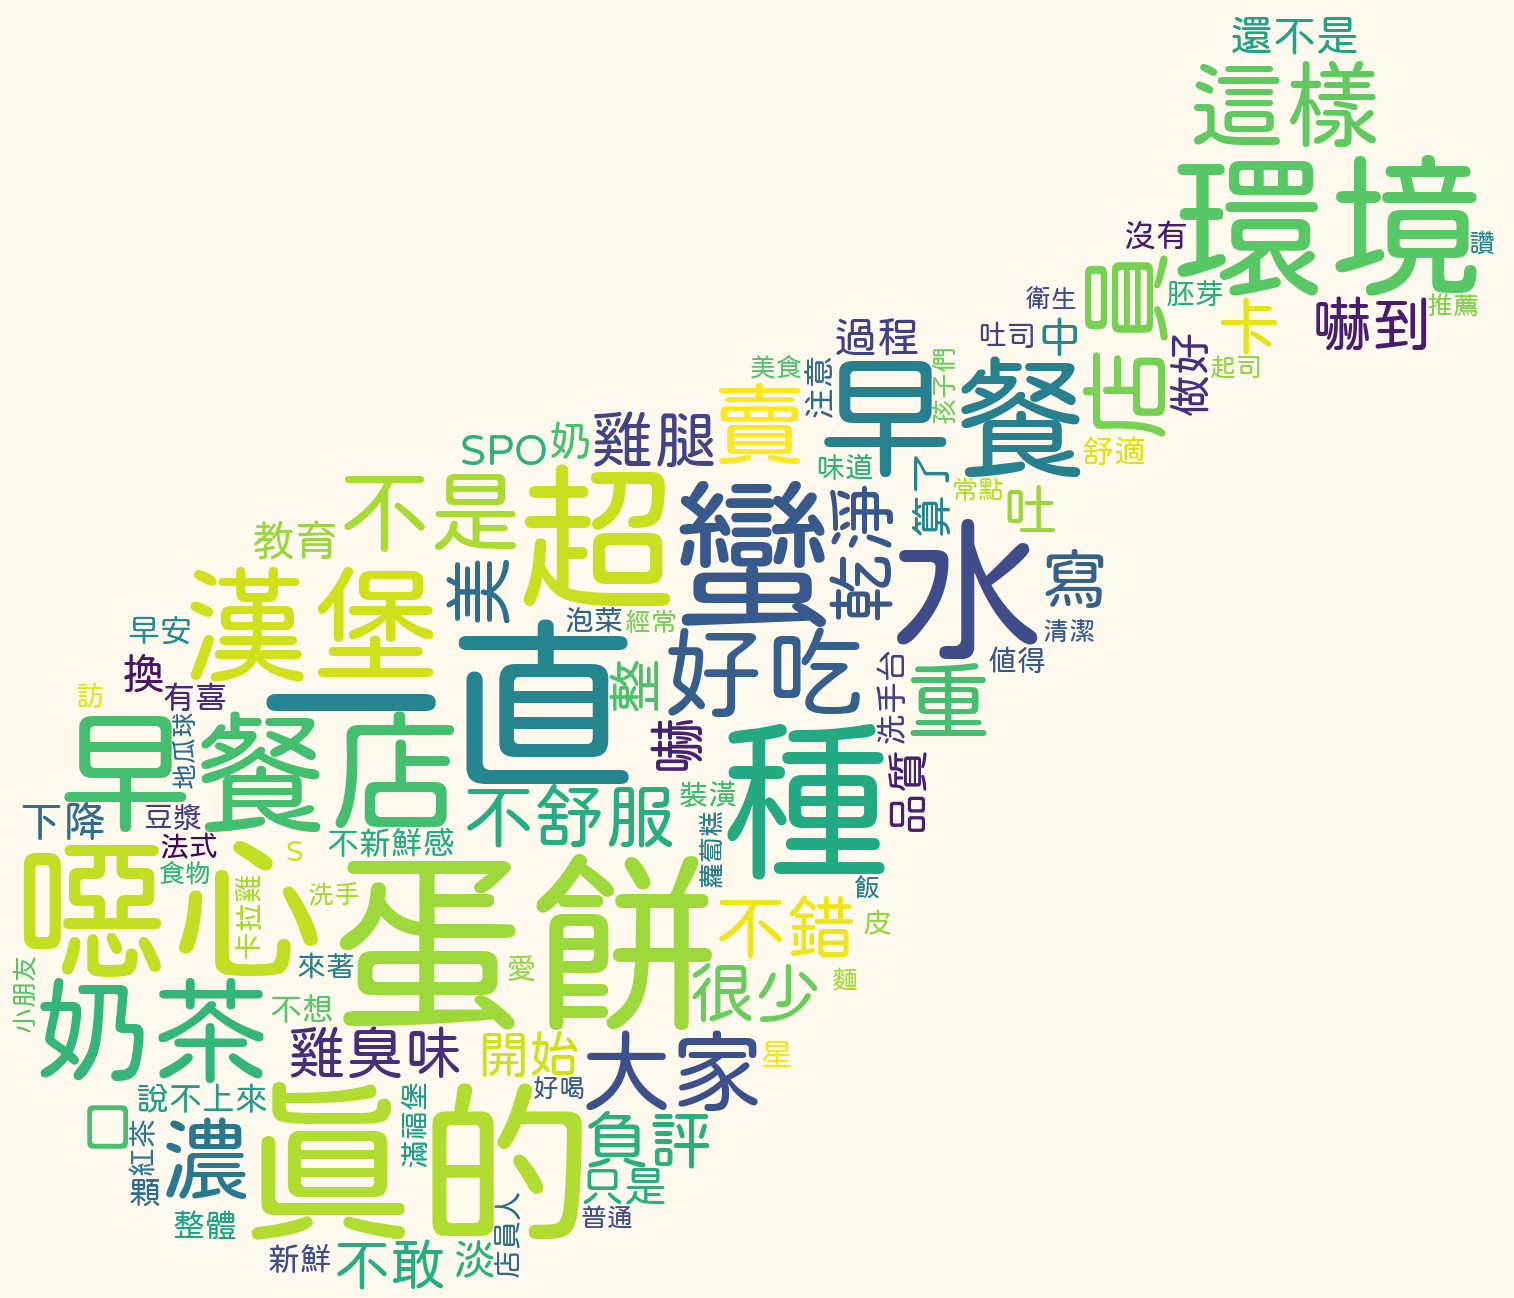 還不是
這樣
環境
沒有
讚
店員
胚芽
衛生
卡
嚇到
推薦
過程
吐司
中
做好
起司
美食
注意
早餐
孩子們
賣
雞腿
奶
SPO
舒適
味道
算了
常點
吐
不是
超
蠻
乾淨
水
教育
寫
美
漢堡
泡菜
經常
清潔
早安
一直
好吃
值得
換
有喜
整
洗手台
重
訪
早餐店
地瓜球
嚇
種
品質
下降
豆漿
不舒服
裝潢
不新鮮感
蘿蔔糕
法式
S
噁心
食物
卡拉雞
洗手
蛋餅
飯
不錯
皮
來著
愛
很少
麵
小朋友
奶茶
不想
雞臭味
開始
大家
星
說不上來
好喝
口
紅茶
濃
真的
滿福堡
負評
顆
只是
整體
店員人
普通
新鮮
不敢
淡